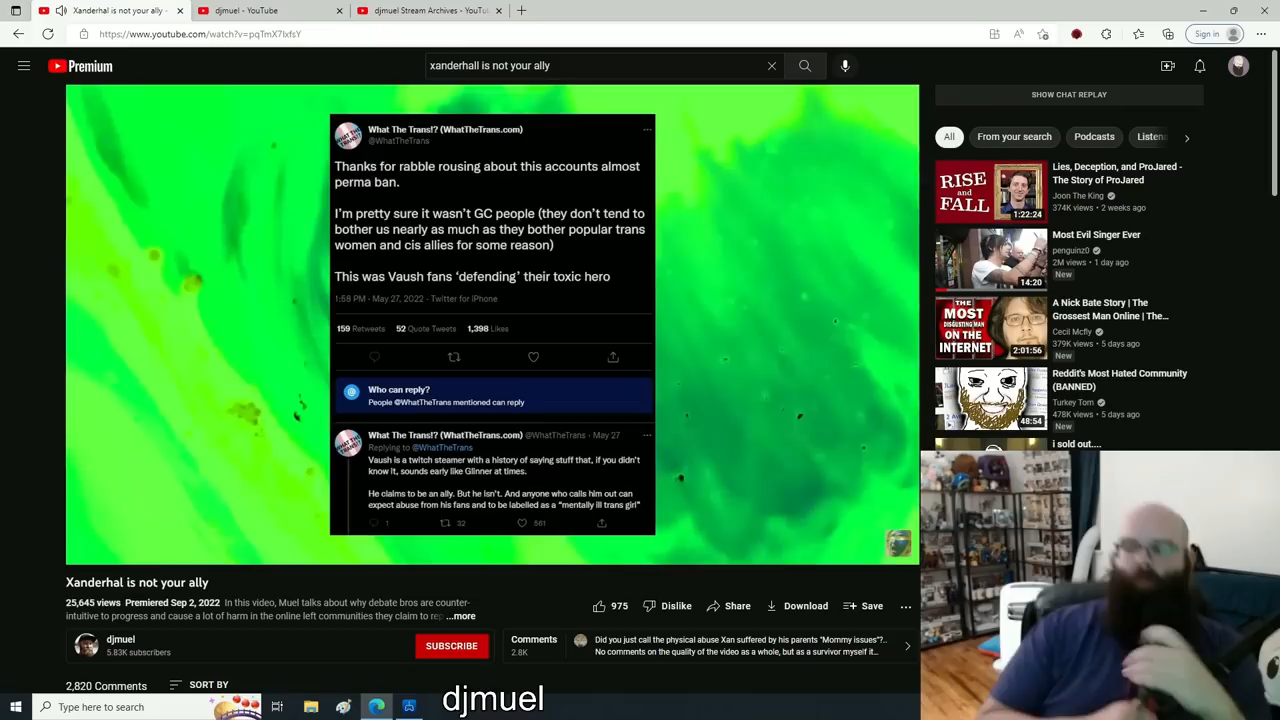 Xanderhal is not your ally -
djmuel - YouTube
djmuel Stream Archives - YouTu
https://www.youtube.com/watch?v=pqTmX7IxfsY
Sign in
Premium
xanderhall is not your ally
SHOW CHAT REPLAY
All
From your search
Podcasts
Listena
What The Trans!? (WhatTheTrans.com)
@WhatTheTrans
Thanks for rabble rousing about this accounts almost
perma ban.
I'm pretty sure it wasn't GC people (they don't tend to
bother us nearly as much as they bother popular trans
women and cis allies for some reason)
This was Vaush fans 'defending' their toxic hero
1:58 PM - May 27, 2022 - Twitter for iPhone
159 Retweets 52 Quote Tweets 1,398 Likes
Who can reply?
People @WhatTheTrans mentioned can reply
What The Trans!? (WhatTheTrans.com) @WhatTheTrans - May 27
Replying to @WhatTheTrans
Vaush is a twitch steamer with a history of saying stuff that, if you didn't
know it, sounds early like Glinner at times.
He claims to be an ally. But he isn't. And anyone who calls him out can
expect abuse from his fans and to be labelled as a "mentally ill trans girl"
1 32 561
RISE
AND
FALL
1:22:24
Lies, Deception, and ProJared -
The Story of ProJared
Joon The King
374K views • 2 weeks ago
14:20
Most Evil Singer Ever
penguinz0
2M views • 1 day ago
New
THE
MOST
DISGUSTING MAN
ON THE
INTERNET
2:01:56
A Nick Bate Story | The
Grossest Man Online | The...
Cecil Mcfly
379K views • 5 days ago
New
48:54
Reddit's Most Hated Community
(BANNED)
Turkey Tom
478K views • 5 days ago
New
i sold out....
Xanderhal is not your ally
25,645 views Premiered Sep 2, 2022 In this video, Muel talks about why debate bros are counter-
intuitive to progress and cause a lot of harm in the online left communities they claim to rep ...more
975
Dislike
Share
Download
Save
djmuel
5.83K subscribers
SUBSCRIBE
Comments
2.8K
Did you just call the physical abuse Xan suffered by his parents "Mommy issues"?..
No comments on the quality of the video as a whole, but as a survivor myself it...
2,820 Comments
SORT BY
Type here to search
djmuel